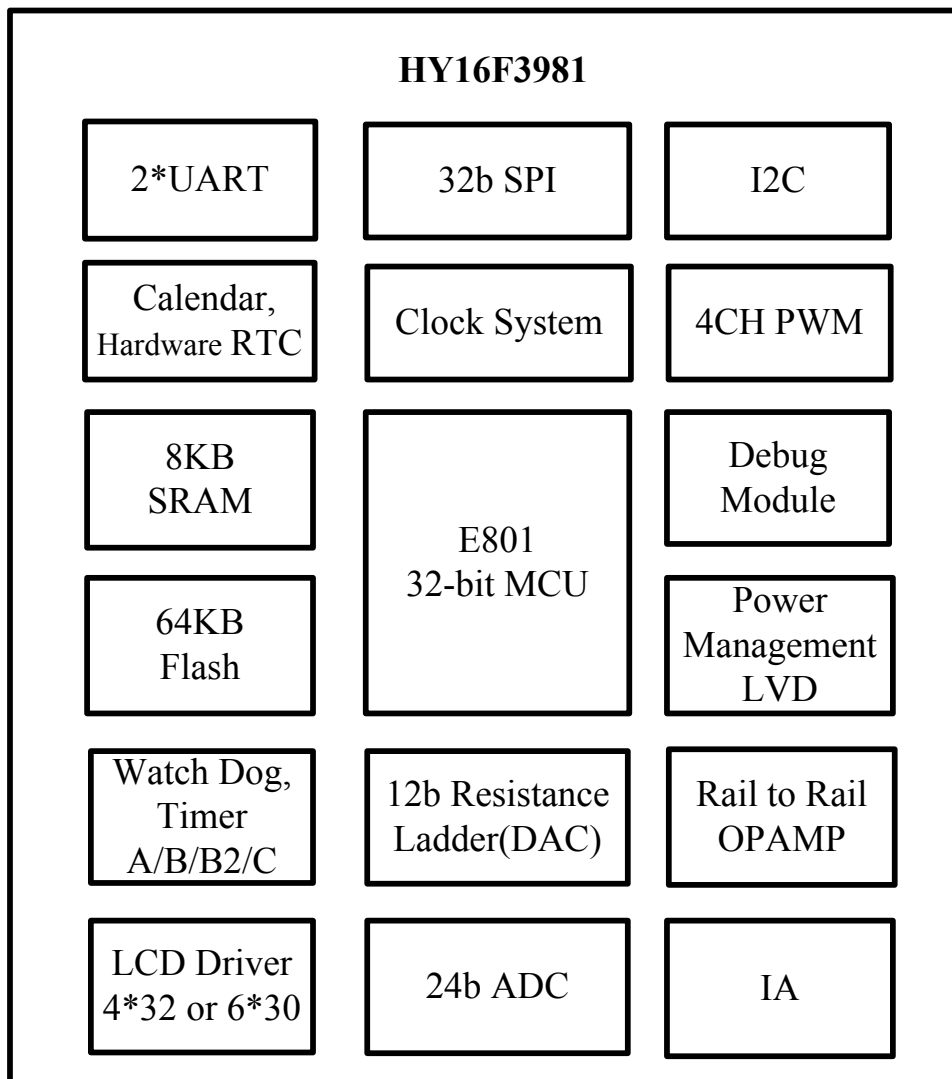 HY16F3981
2*UART
32b SPI
I2C
Calendar,
Hardware RTC
Clock System
4CH PWM
8KB
SRAM
E801
32-bit MCU
Debug
Module
64KB
Flash
Power
Management
LVD
Watch Dog,
Timer
A/B/B2/C
12b Resistance
Ladder(DAC)
Rail to Rail
OPAMP
LCD Driver
4*32 or 6*30
24b ADC
IA